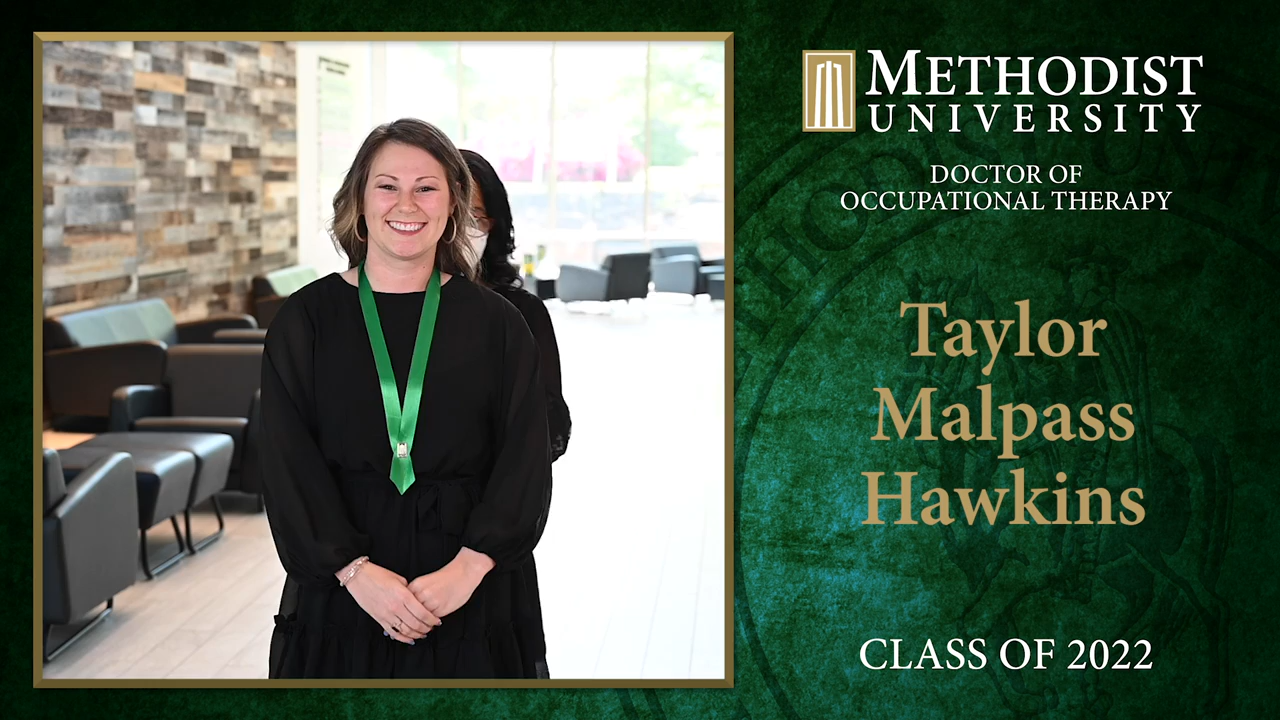 METHODIST
UNIVERSITY
DOCTOR OF
OCCUPATIONAL THERAPY
Taylor
Malpass
Hawkins
CLASS OF 2022